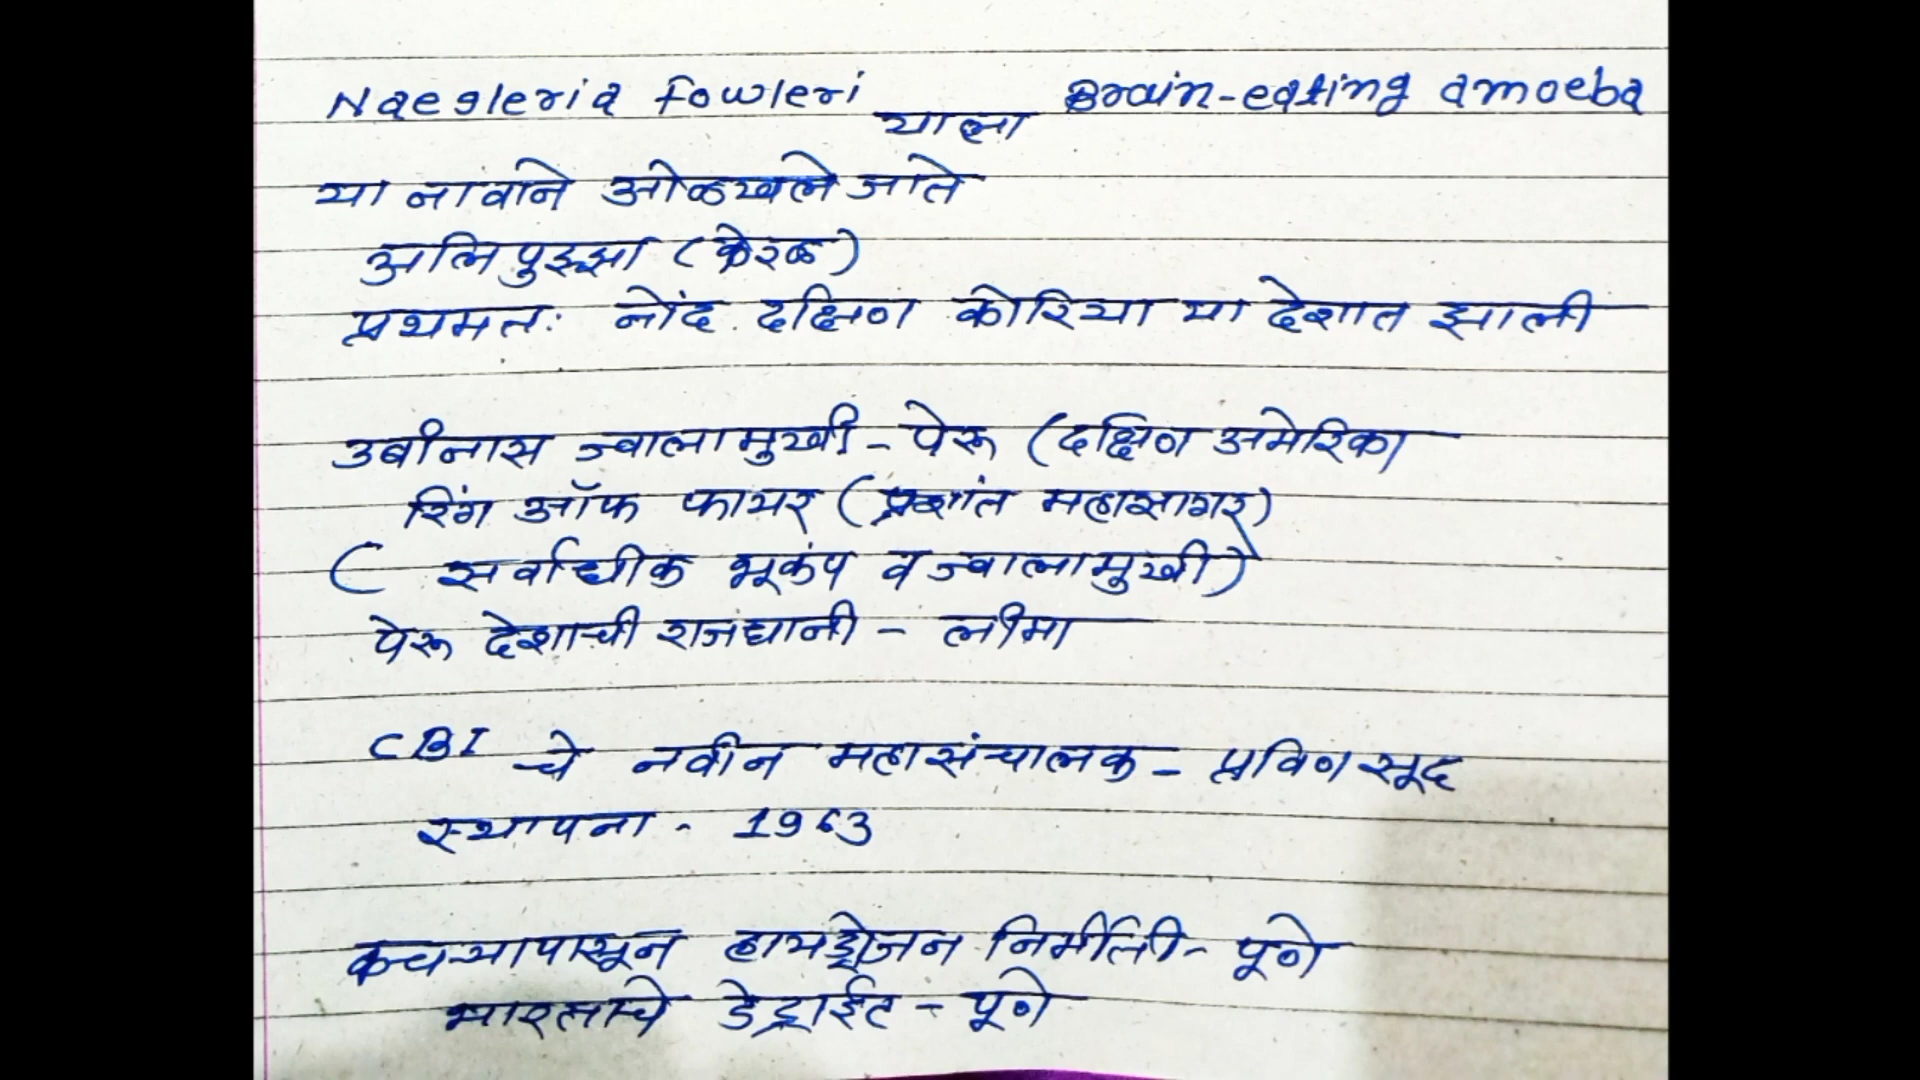 Naegleria fowleri याला Brain-eating amoeba
या नावाने ओळखले जाते
अलिपुझ्झा (केरळ)
प्रथमतः नोंद दक्षिण कोरिया या देशात झाली
उबीनास ज्वालामुखी - पेरू (दक्षिण अमेरिका
रिंग ऑफ फायर (प्रशांत महासागर)
( सर्वाधीक भूकंप व ज्वालामुखी)
पेरू देशाची राजधानी - लीमा
CBI चे नवीन महासंचालक - प्रविण सूद
स्थापना - 1963
कचऱ्यापासून हायड्रोजन निर्मीती - पूणे
भारताचे डेट्राईट - पूणे